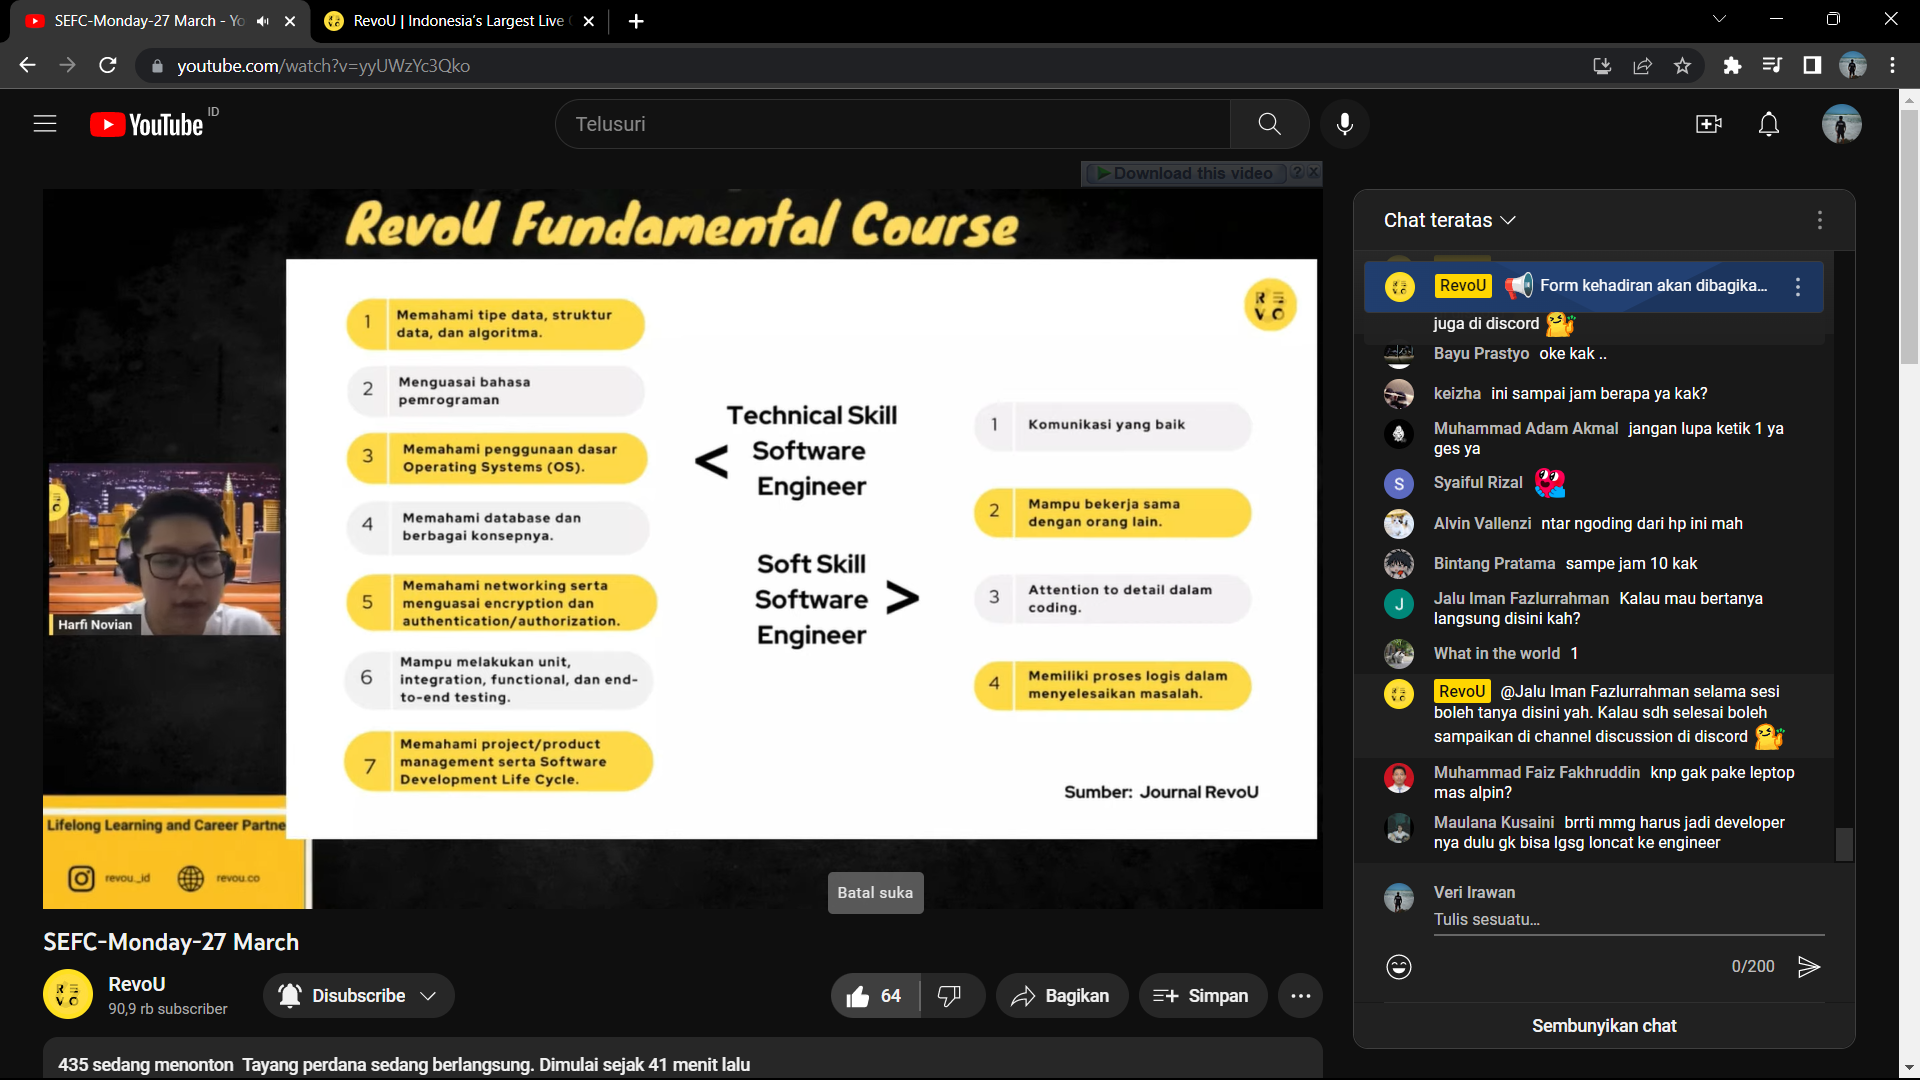 SEFC-Monday-27 March - Yo
RevoU | Indonesia's Largest Live
youtube.com/watch?v=yyUWzYc3Qko
YouTube ID
Telusuri
Download this video
RevoU Fundamental Course
1 Memahami tipe data, struktur
data, dan algoritma.
2 Menguasai bahasa
pemrograman
3 Memahami penggunaan dasar
Operating Systems (OS).
4 Memahami database dan
berbagai konsepnya.
5 Memahami networking serta
menguasai encryption dan
authentication/authorization.
6 Mampu melakukan unit,
integration, functional, dan end-
to-end testing.
7 Memahami project/product
management serta Software
Development Life Cycle.
Technical Skill
< Software
Engineer
Soft Skill
Software >
Engineer
1 Komunikasi yang baik
2 Mampu bekerja sama
dengan orang lain.
3 Attention to detail dalam
coding.
4 Memiliki proses logis dalam
menyelesaikan masalah.
Sumber: Journal RevoU
Harfi Novian
Lifelong Learning and Career Partne
revou_id
revou.co
Batal suka
SEFC-Monday-27 March
RevoU
90,9 rb subscriber
Disubscribe
64
Bagikan
Simpan
435 sedang menonton Tayang perdana sedang berlangsung. Dimulai sejak 41 menit lalu
Chat teratas
RevoU 📢 Form kehadiran akan dibagika...
juga di discord
Bayu Prastyo oke kak ..
keizha ini sampai jam berapa ya kak?
Muhammad Adam Akmal jangan lupa ketik 1 ya
ges ya
S Syaiful Rizal
Alvin Vallenzi ntar ngoding dari hp ini mah
Bintang Pratama sampe jam 10 kak
J Jalu Iman Fazlurrahman Kalau mau bertanya
langsung disini kah?
What in the world 1
RevoU @Jalu Iman Fazlurrahman selama sesi
boleh tanya disini yah. Kalau sdh selesai boleh
sampaikan di channel discussion di discord
Muhammad Faiz Fakhruddin knp gak pake leptop
mas alpin?
Maulana Kusaini brrti mmg harus jadi developer
nya dulu gk bisa lgsg loncat ke engineer
Veri Irawan
Tulis sesuatu...
0/200
Sembunyikan chat